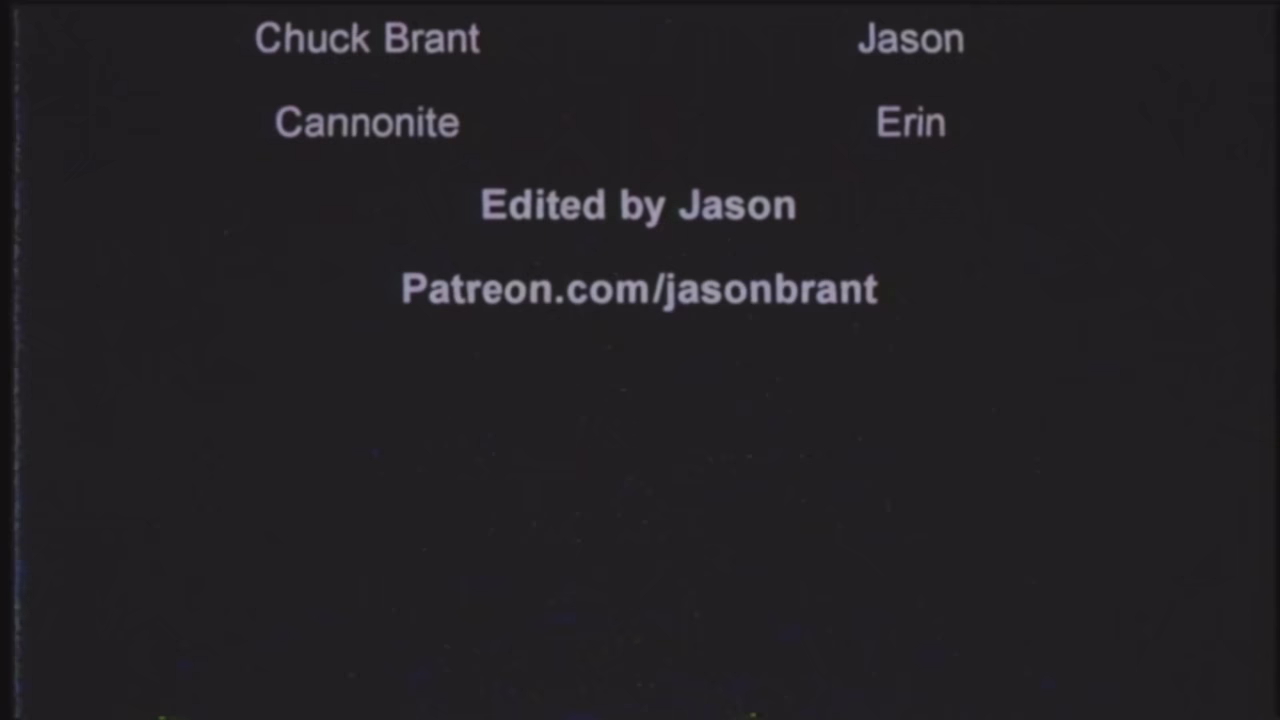 Chuck Brant Jason
Cannonite Erin
Edited by Jason
Patreon.com/jasonbrant